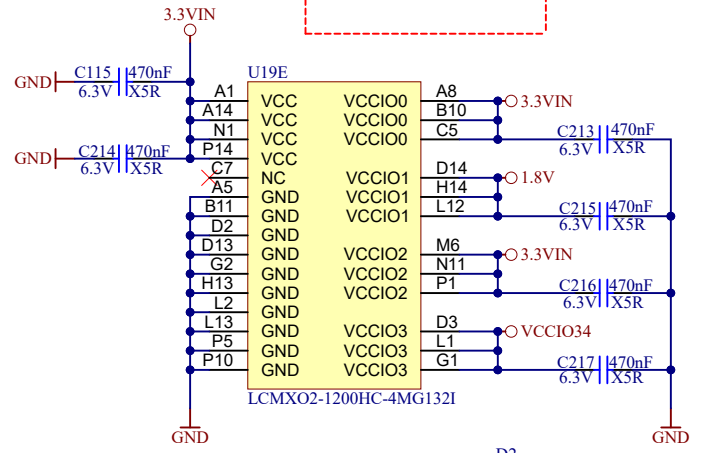 3.3VIN
U19E
GND C115 470nF
6.3V X5R
A1 VCC VCCIO0 A8 3.3VIN
A14 VCC VCCIO0 B10
N1 VCC VCCIO0 C5 C213 470nF
6.3V X5R
GND C214 470nF P14 VCC
6.3V X5R
C7 NC VCCIO1 D14 1.8V
A5 GND VCCIO1 H14
B11 GND VCCIO1 L12 C215 470nF
6.3V X5R
D2 GND
D13 GND VCCIO2 M6 3.3VIN
G2 GND VCCIO2 N11
H13 GND VCCIO2 P1 C216 470nF
6.3V X5R
L2 GND
L13 GND VCCIO3 D3 VCCIO34
P5 GND VCCIO3 L1
P10 GND VCCIO3 G1 C217 470nF
6.3V X5R
LCMXO2-1200HC-4MG132I
GND GND